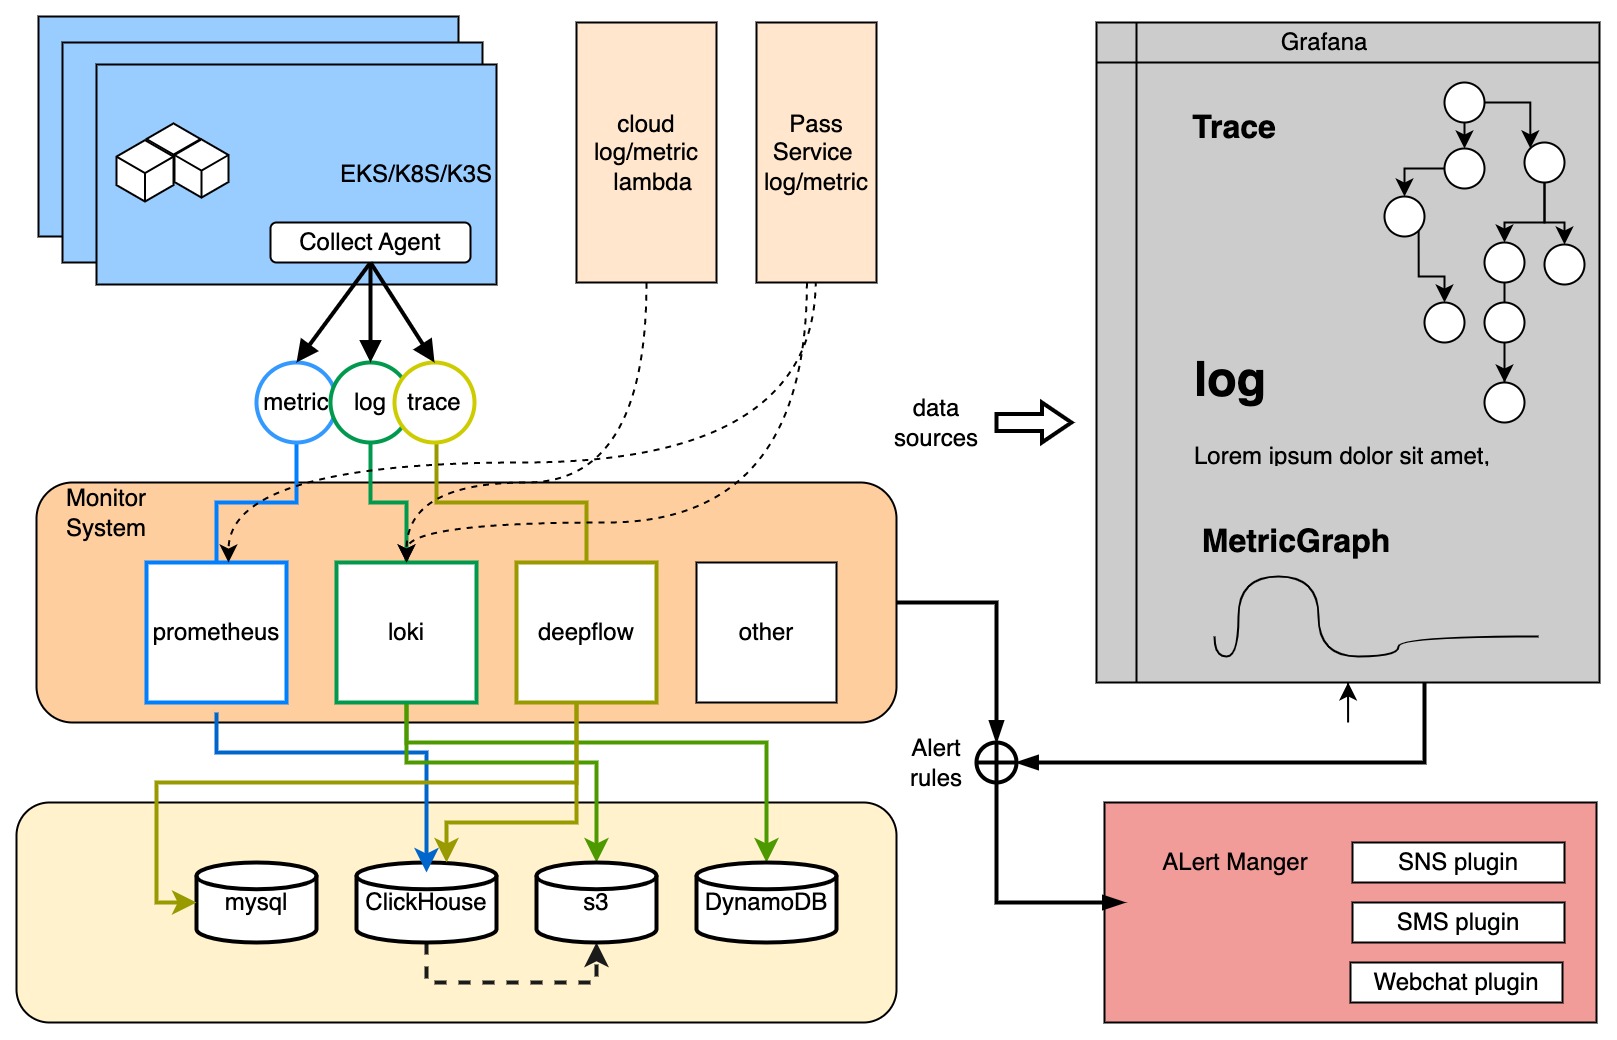 EKS/K8S/K3S
Collect Agent
cloud
log/metric
lambda
Pass
Service
log/metric
metric
log
trace
data
sources
Grafana
Trace
log
Lorem ipsum dolor sit amet,
MetricGraph
Monitor
System
prometheus
loki
deepflow
other
Alert
rules
mysql
ClickHouse
s3
DynamoDB
ALert Manger
SNS plugin
SMS plugin
Webchat plugin